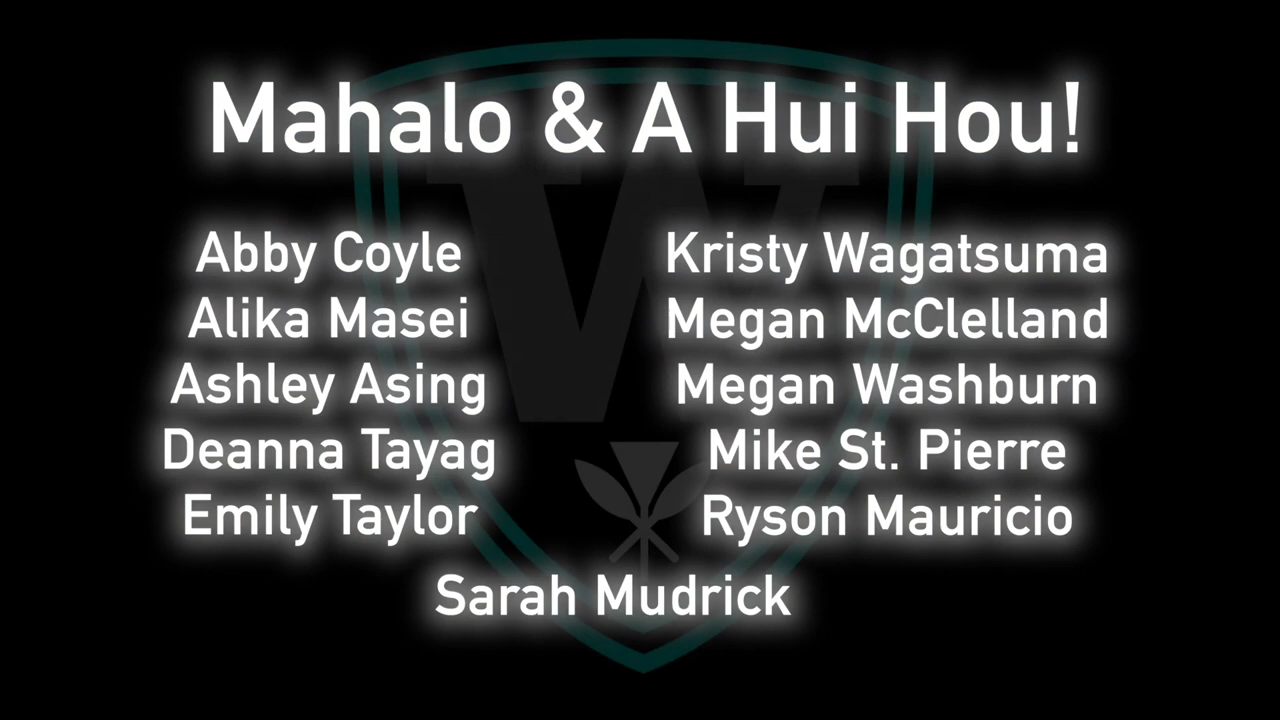 Mahalo & A Hui Hou!
Abby Coyle
Alika Masei
Ashley Asing
Deanna Tayag
Emily Taylor
Kristy Wagatsuma
Megan McClelland
Megan Washburn
Mike St. Pierre
Ryson Mauricio
Sarah Mudrick
W